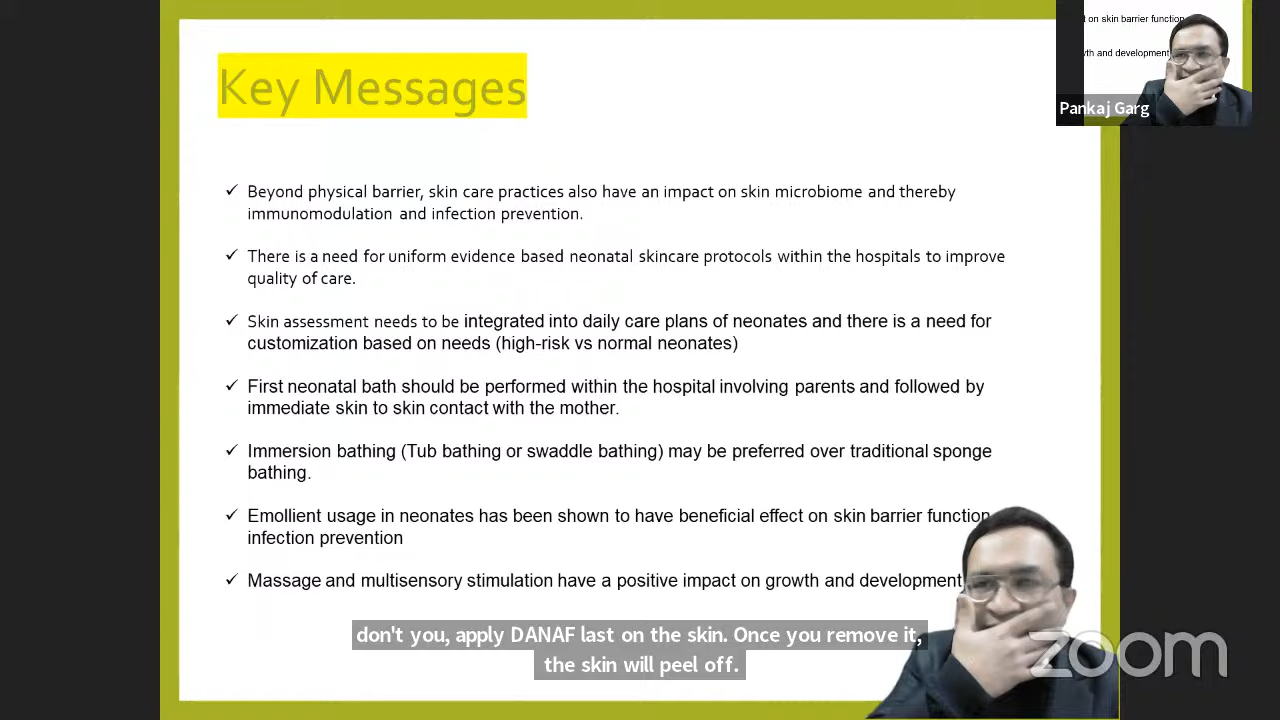 Key Messages
Beyond physical barrier, skin care practices also have an impact on skin microbiome and thereby
immunomodulation and infection prevention.
There is a need for uniform evidence based neonatal skincare protocols within the hospitals to improve
quality of care.
Skin assessment needs to be integrated into daily care plans of neonates and there is a need for
customization based on needs (high-risk vs normal neonates)
First neonatal bath should be performed within the hospital involving parents and followed by
immediate skin to skin contact with the mother.
Immersion bathing (Tub bathing or swaddle bathing) may be preferred over traditional sponge
bathing.
Emollient usage in neonates has been shown to have beneficial effect on skin barrier function
infection prevention
Massage and multisensory stimulation have a positive impact on growth and development
don't you, apply DANAF last on the skin. Once you remove it,
the skin will peel off.
on skin barrier function
and development
Pankaj Garg
zoom